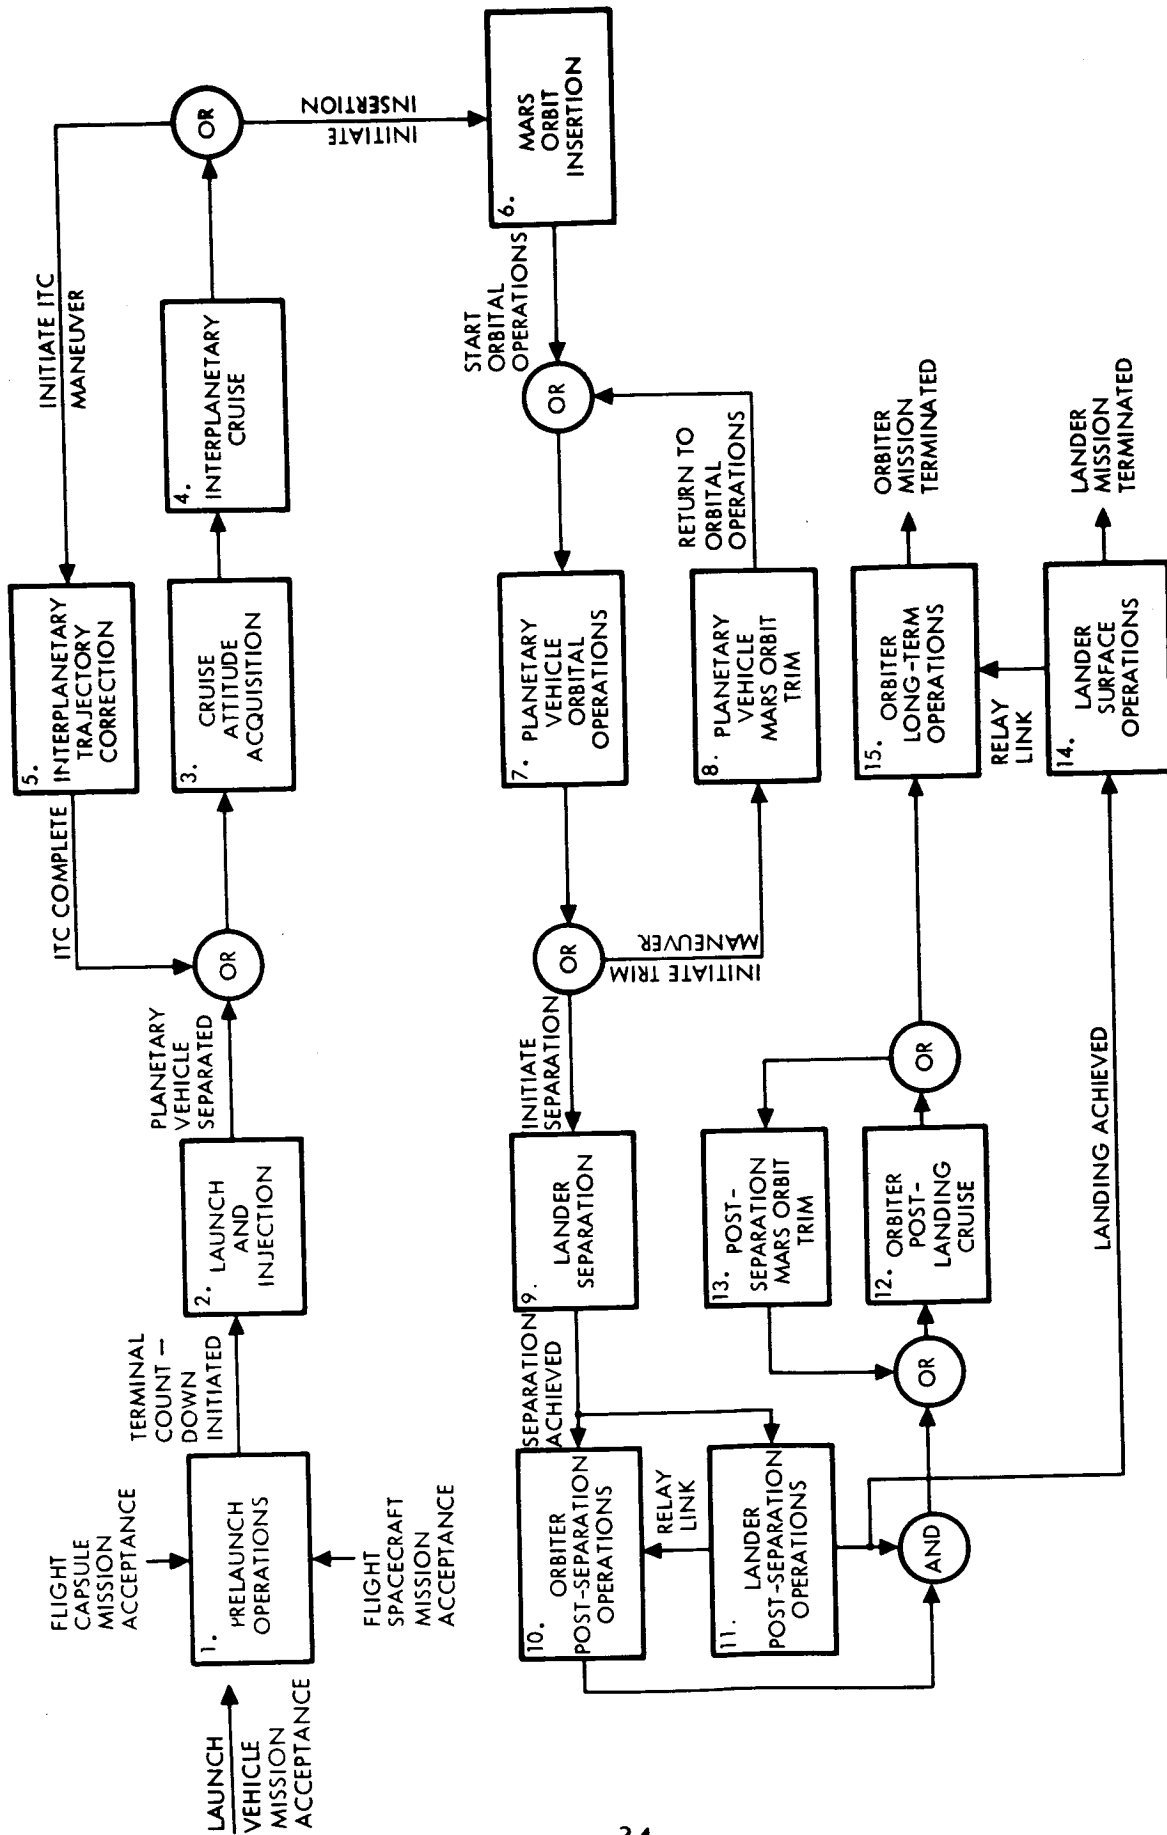 LAUNCH
VEHICLE
MISSION
ACCEPTANCE
FLIGHT
CAPSULE
MISSION
ACCEPTANCE
1. PRELAUNCH
OPERATIONS
FLIGHT
SPACECRAFT
MISSION
ACCEPTANCE
TERMINAL
COUNT –
DOWN
INITIATED
2. LAUNCH
AND
INJECTION
PLANETARY
VEHICLE
SEPARATED
OR
ITC COMPLETE
5. INTERPLANETARY
TRAJECTORY
CORRECTION
3. CRUISE
ATTITUDE
ACQUISITION
4. INTERPLANETARY
CRUISE
INITIATE ITC
MANEUVER
OR
INITIATE
INSERTION
6. MARS
ORBIT
INSERTION
START
ORBITAL
OPERATIONS
OR
7. PLANETARY
VEHICLE
ORBITAL
OPERATIONS
RETURN TO
ORBITAL
OPERATIONS
8. PLANETARY
VEHICLE
MARS ORBIT
TRIM
OR
INITIATE TRIM
MANEUVER
INITIATE
SEPARATION
9. LANDER
SEPARATION
SEPARATION
ACHIEVED
10. ORBITER
POST-SEPARATION
OPERATIONS
RELAY
LINK
11. LANDER
POST-SEPARATION
OPERATIONS
AND
OR
12. ORBITER
POST-
LANDING
CRUISE
13. POST-
SEPARATION
MARS ORBIT
TRIM
OR
15. ORBITER
LONG-TERM
OPERATIONS
ORBITER
MISSION
TERMINATED
RELAY
LINK
LANDING ACHIEVED
14. LANDER
SURFACE
OPERATIONS
LANDER
MISSION
TERMINATED